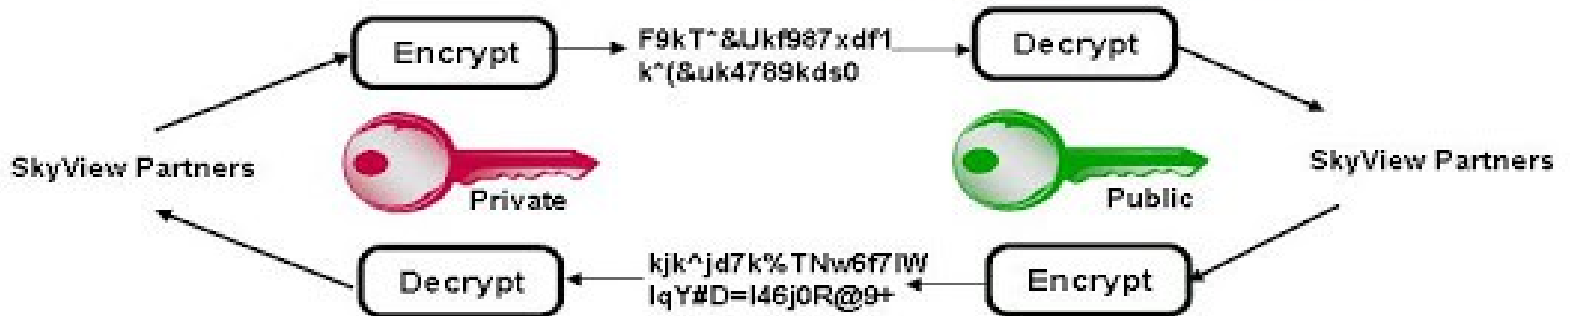 Encrypt
F9kT^&Ukf987xdf1
k^(&uk4789kds0
Decrypt
SkyView Partners
Private
Public
SkyView Partners
Decrypt
kjk^jd7k%TNw6f7IW
IqY#D=I46j0R@9+
Encrypt